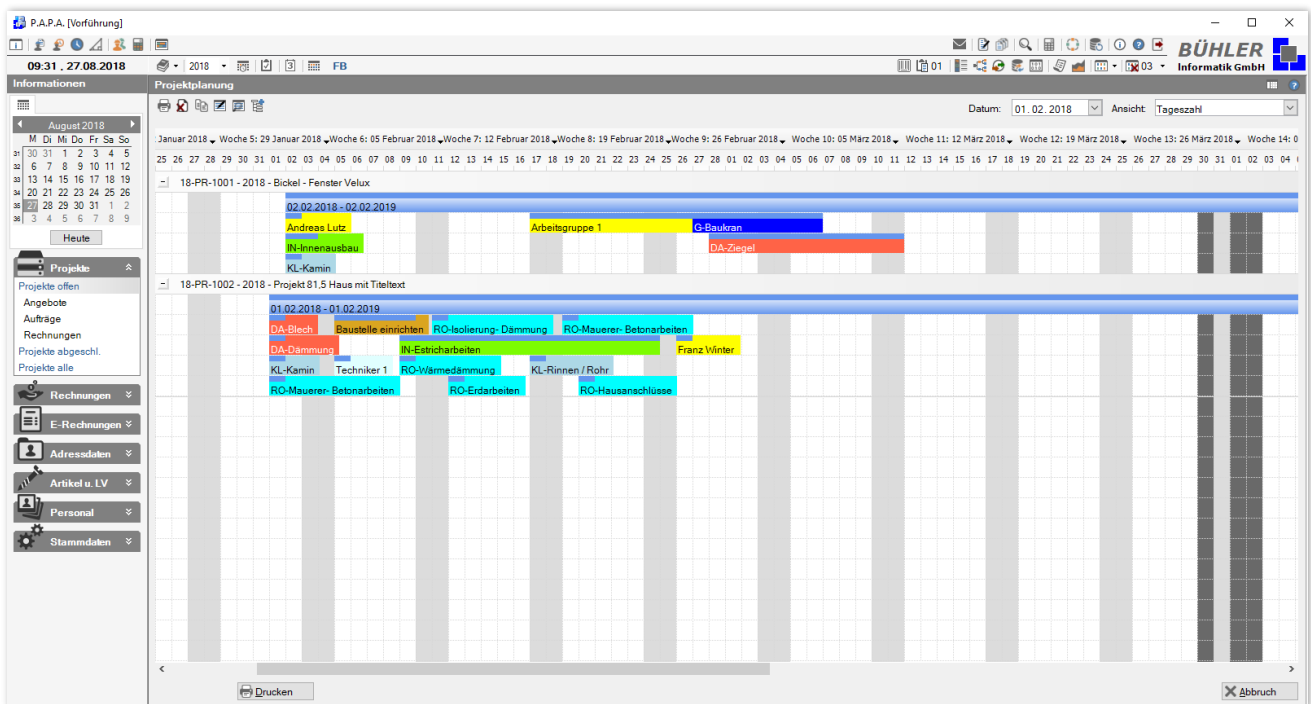 P.A.P.A. [Vorführung]
09:31 , 27.08.2018
2018
FB
01
03
BÜHLER
Informatik GmbH
Informationen
Projektplanung
Datum: 01.02.2018 Ansicht: Tageszahl
August 2018
M Di Mi Do Fr Sa So
31 30 31 1 2 3 4 5
32 6 7 8 9 10 11 12
33 13 14 15 16 17 18 19
34 20 21 22 23 24 25 26
35 27 28 29 30 31 1 2
36 3 4 5 6 7 8 9
Heute
Projekte
Projekte offen
Angebote
Aufträge
Rechnungen
Projekte abgeschl.
Projekte alle
Rechnungen
E-Rechnungen
Adressdaten
Artikel u. LV
Personal
Stammdaten
: Januar 2018 Woche 5: 29 Januar 2018 Woche 6: 05 Februar 2018 Woche 7: 12 Februar 2018 Woche 8: 19 Februar 2018 Woche 9: 26 Februar 2018 Woche 10: 05 März 2018 Woche 11: 12 März 2018 Woche 12: 19 März 2018 Woche 13: 26 März 2018 Woche 14: 0
25 26 27 28 29 30 31 01 02 03 04 05 06 07 08 09 10 11 12 13 14 15 16 17 18 19 20 21 22 23 24 25 26 27 28 01 02 03 04 05 06 07 08 09 10 11 12 13 14 15 16 17 18 19 20 21 22 23 24 25 26 27 28 29 30 31 01 02 03 04
18-PR-1001 - 2018 - Bickel - Fenster Velux
02.02.2018 - 02.02.2019
Andreas Lutz Arbeitsgruppe 1 G-Baukran
IN-Innenausbau DA-Ziegel
KL-Kamin
18-PR-1002 - 2018 - Projekt 81,5 Haus mit Titeltext
01.02.2018 - 01.02.2019
DA-Blech Baustelle einrichten RO-Isolierung- Dämmung RO-Mauerer- Betonarbeiten
DA-Dämmung IN-Estricharbeiten Franz Winter
KL-Kamin Techniker 1 RO-Wärmedämmung KL-Rinnen / Rohr
RO-Mauerer- Betonarbeiten RO-Erdarbeiten RO-Hausanschlüsse
Drucken
Abbruch